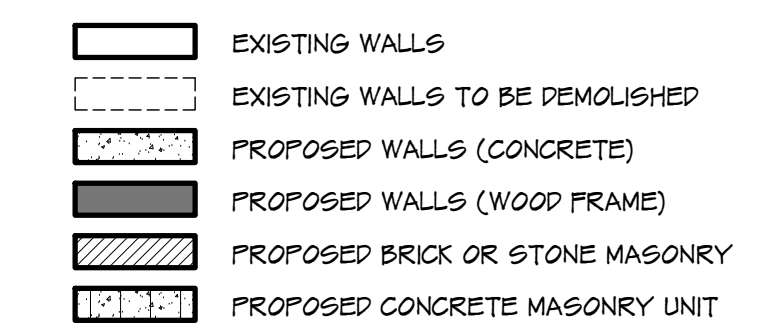 EXISTING WALLS
EXISTING WALLS TO BE DEMOLISHED
PROPOSED WALLS (CONCRETE)
PROPOSED WALLS (WOOD FRAME)
PROPOSED BRICK OR STONE MASONRY
PROPOSED CONCRETE MASONRY UNIT